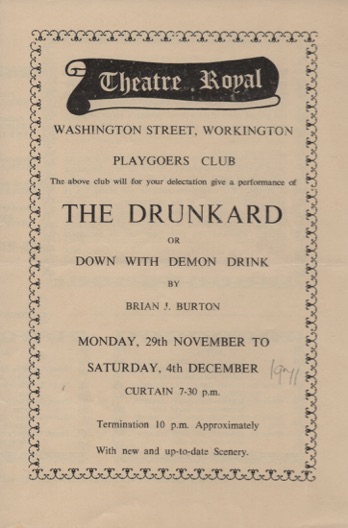 Theatre Royal
WASHINGTON STREET, WORKINGTON
PLAYGOERS CLUB
The above club will for your delectation give a performance of
THE DRUNKARD
OR
DOWN WITH DEMON DRINK
BY
BRIAN J. BURTON
MONDAY, 29th NOVEMBER TO
SATURDAY, 4th DECEMBER 1971
CURTAIN 7-30 p.m.
Termination 10 p.m. Approximately
With new and up-to-date Scenery.